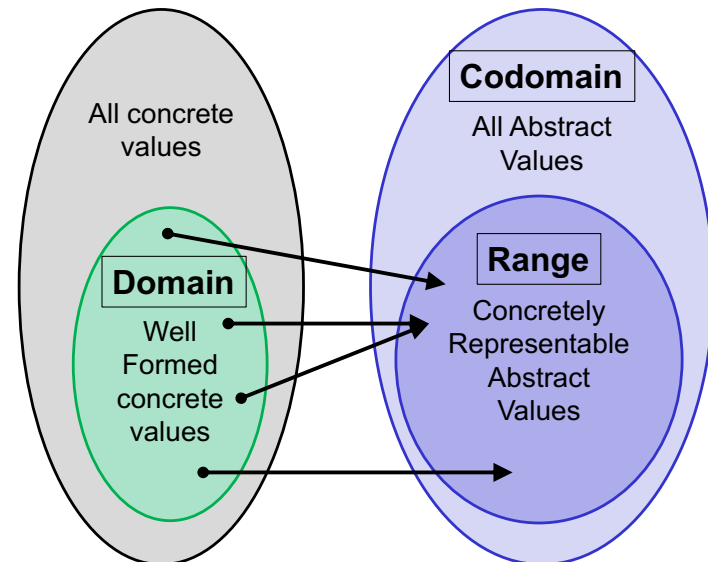 All concrete
values
Domain
Well
Formed
concrete
values
Codomain
All Abstract
Values
Range
Concretely
Representable
Abstract
Values